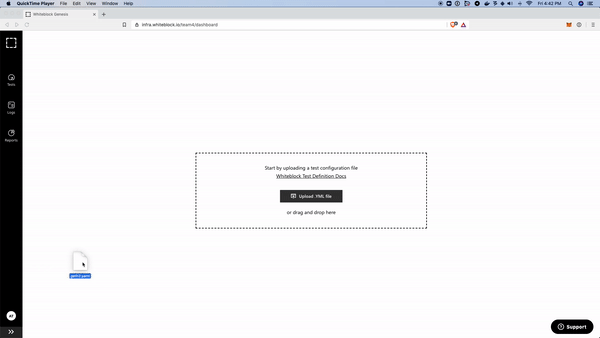 QuickTime Player File Edit View Window Help
Fri 4:42 PM
Whiteblock Genesis
infra.whiteblock.io/team4/dashboard
Tests
Logs
Reports
Start by uploading a test configuration file
Whiteblock Test Definition Docs
Upload .YML file
or drag and drop here
Support